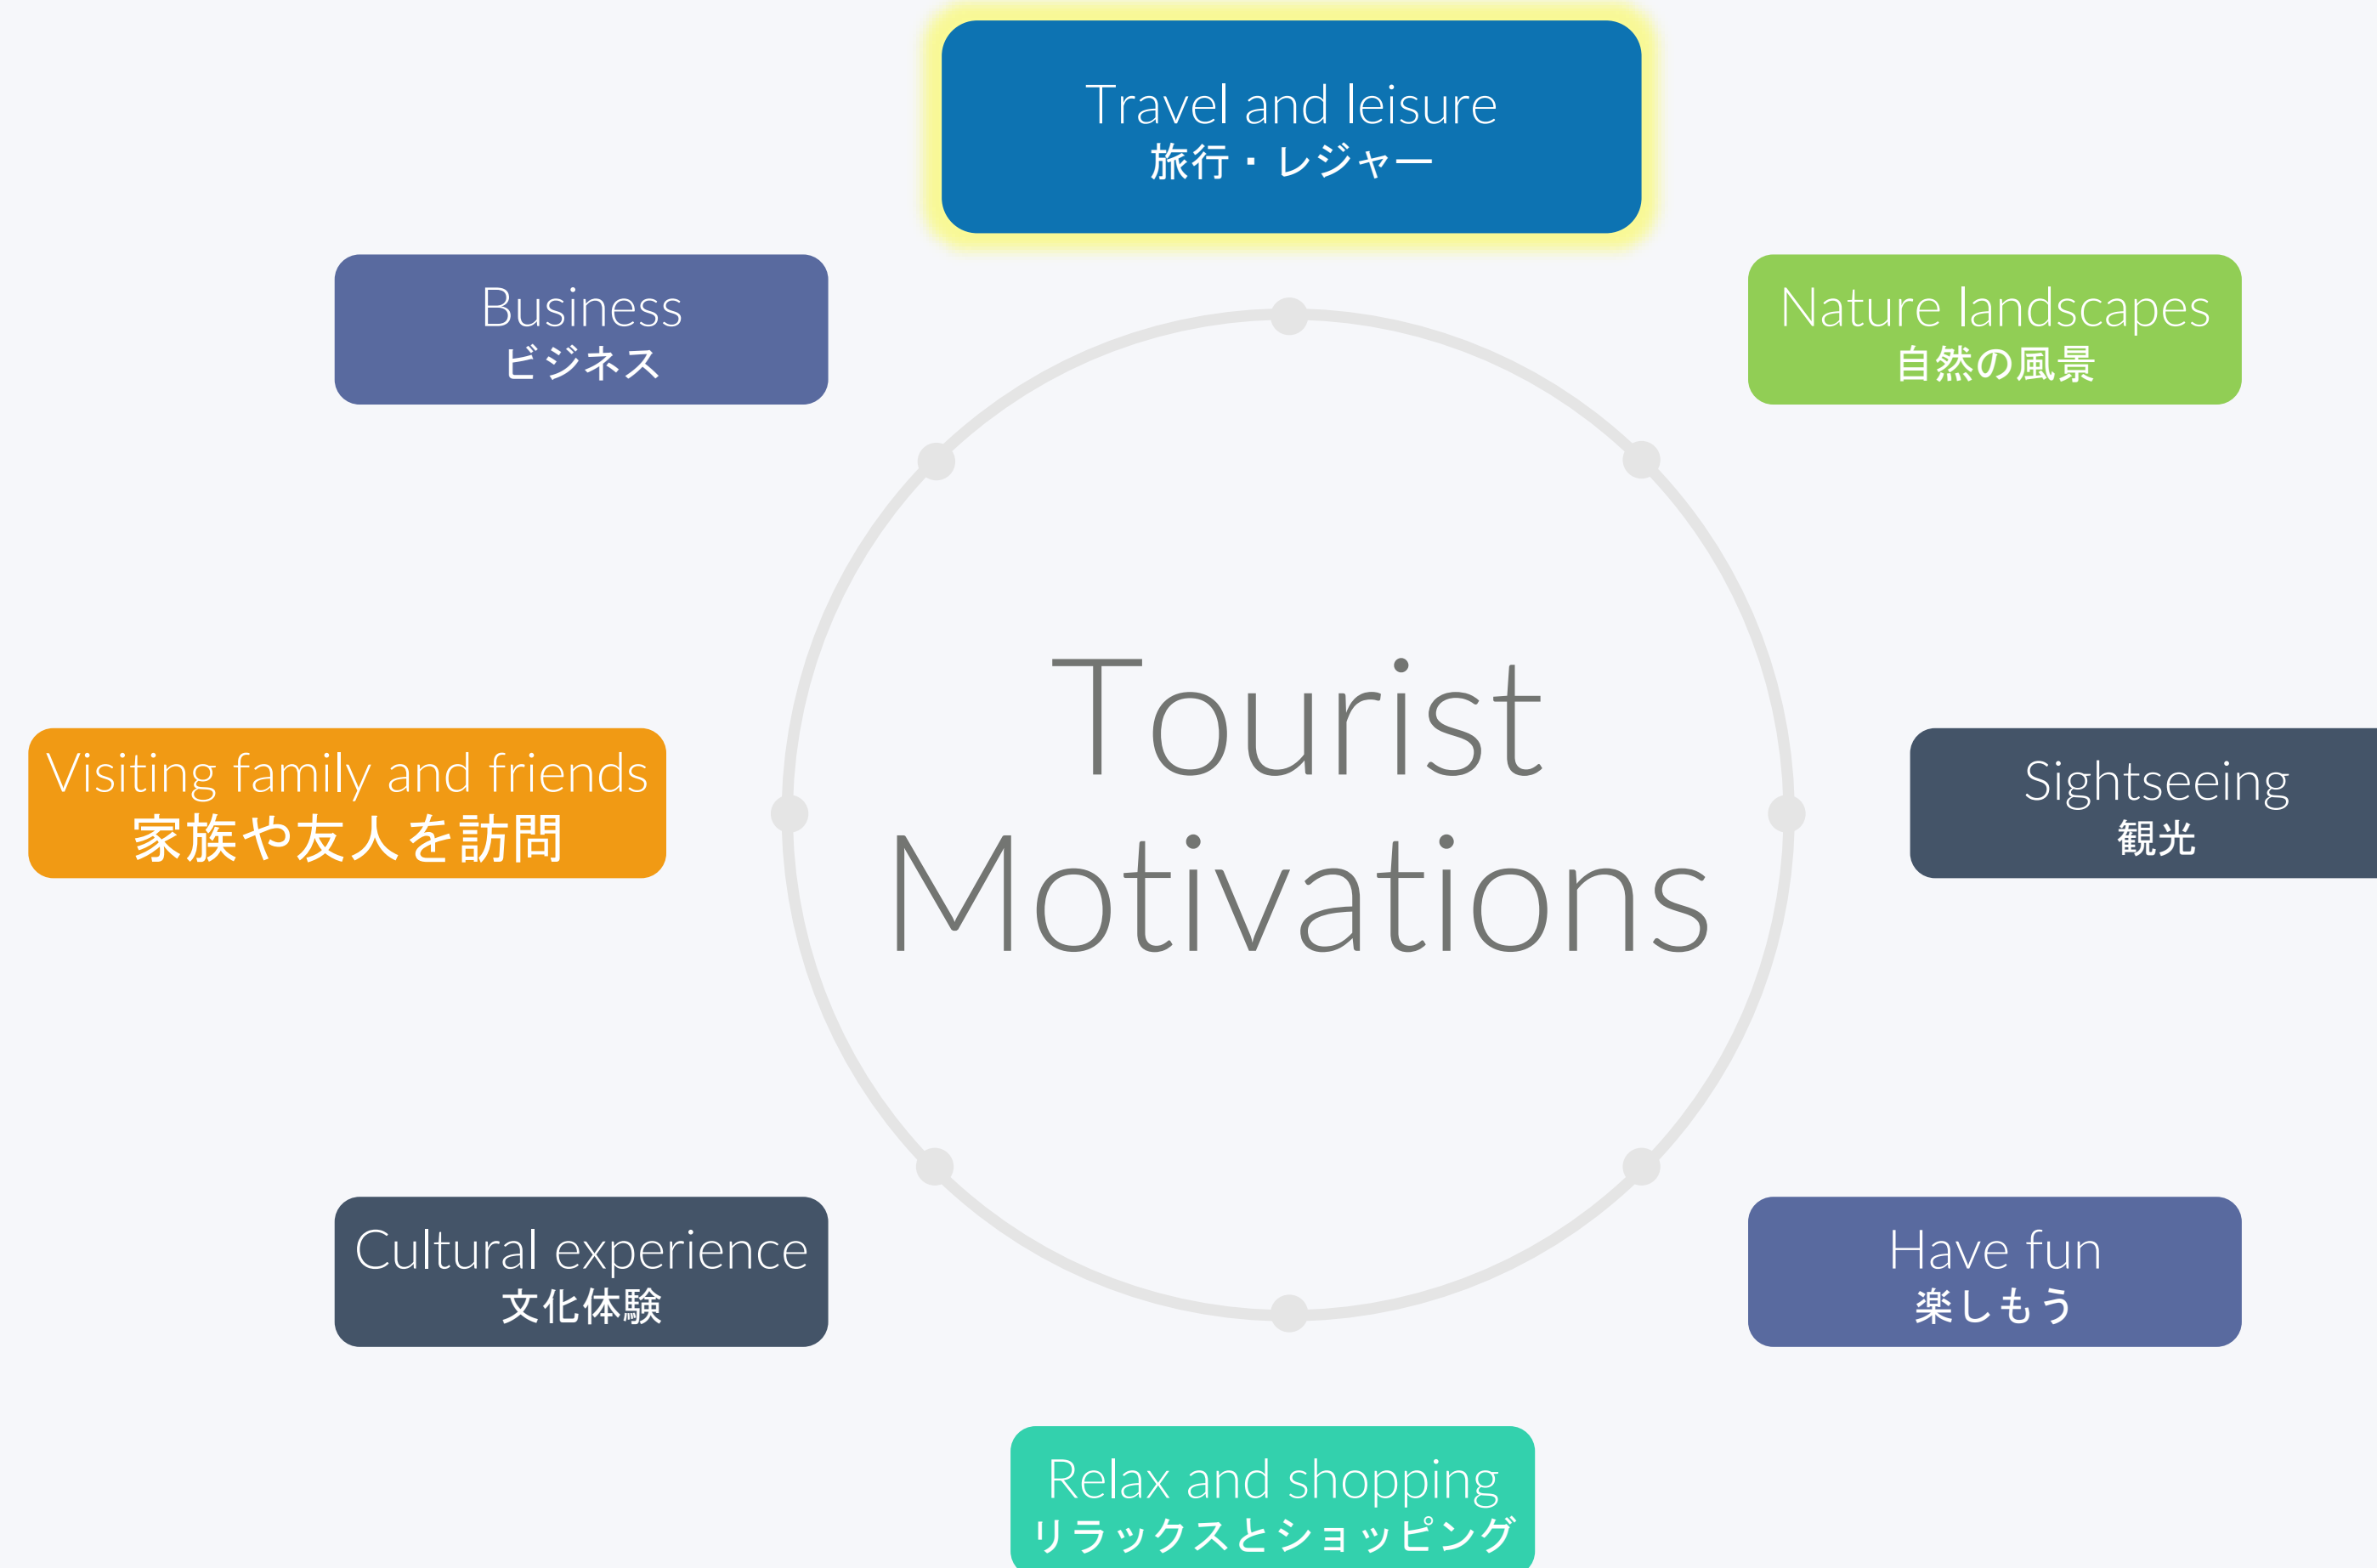 Travel and leisure
旅行・レジャー
Business
ビジネス
Nature landscapes
自然の風景
Tourist
Motivations
Visiting family and friends
家族や友人を訪問
Sightseeing
観光
Cultural experience
文化体験
Have fun
楽しもう
Relax and shopping
リラックスとショッピング